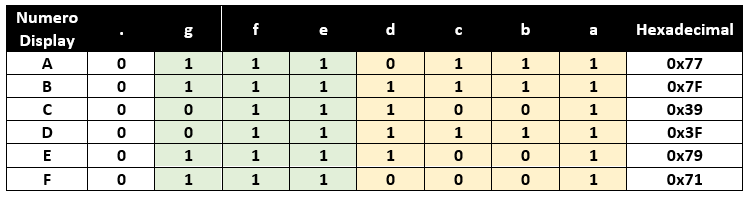 Numero Display . g f e d c b a Hexadecimal
A 0 1 1 1 0 1 1 1 0x77
B 0 1 1 1 1 1 1 1 0x7F
C 0 0 1 1 1 0 0 1 0x39
D 0 0 1 1 1 1 1 1 0x3F
E 0 1 1 1 1 0 0 1 0x79
F 0 1 1 1 0 0 0 1 0x71